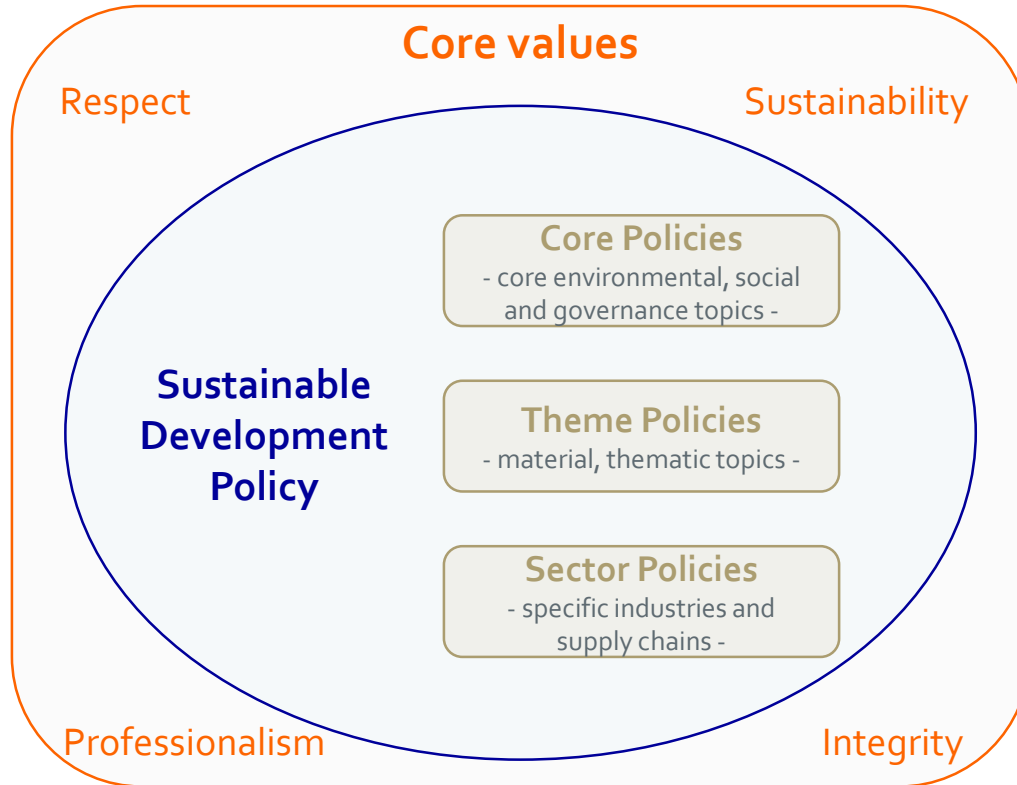 Core values
Respect
Sustainability
Core Policies
- core environmental, social
and governance topics -
Sustainable
Development
Policy
Theme Policies
- material, thematic topics -
Sector Policies
- specific industries and
supply chains -
Professionalism
Integrity